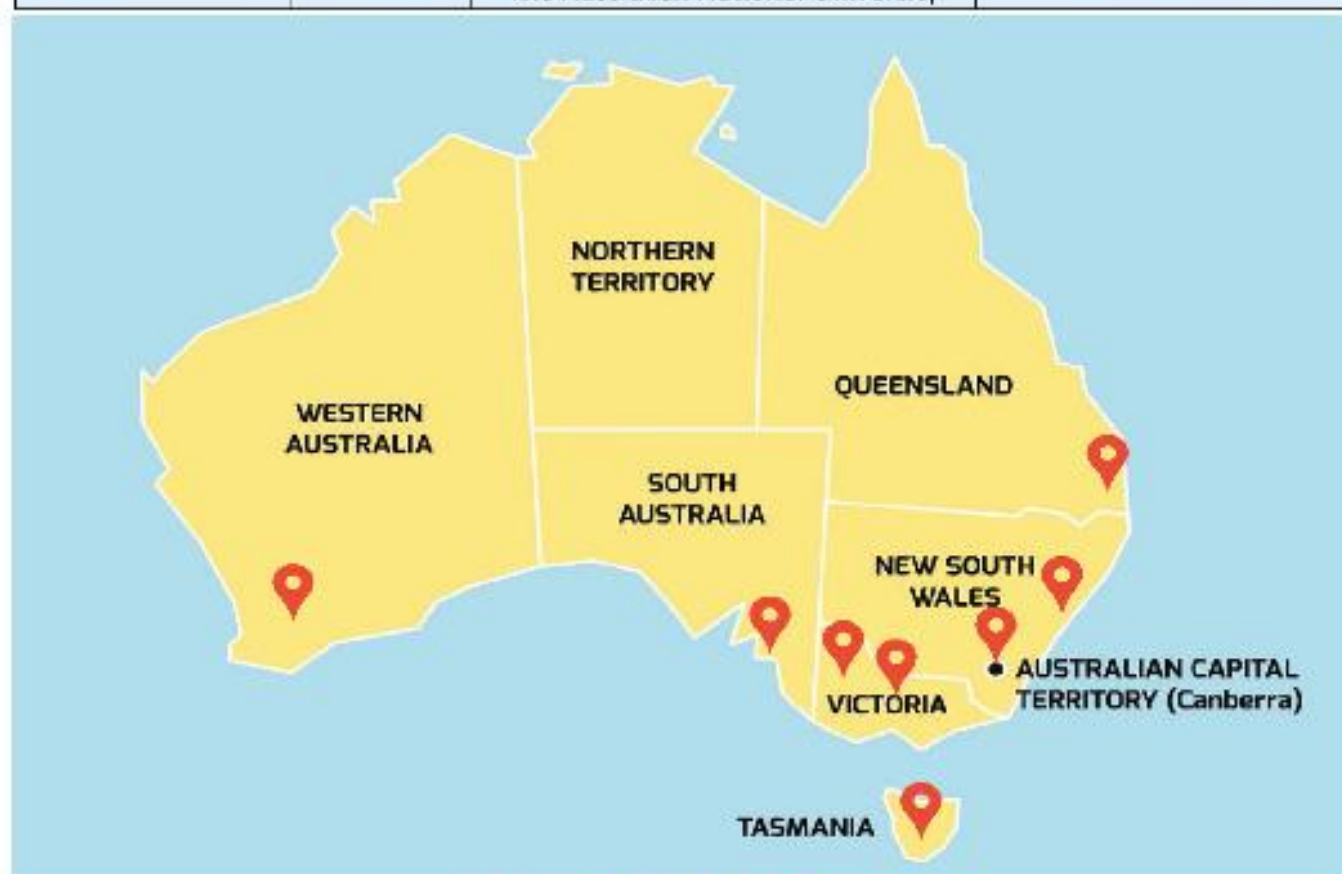 NORTHERN
TERRITORY
QUEENSLAND
WESTERN
AUSTRALIA
SOUTH
AUSTRALIA
NEW SOUTH
WALES
AUSTRALIAN CAPITAL
TERRITORY (Canberra)
VICTORIA
TASMANIA